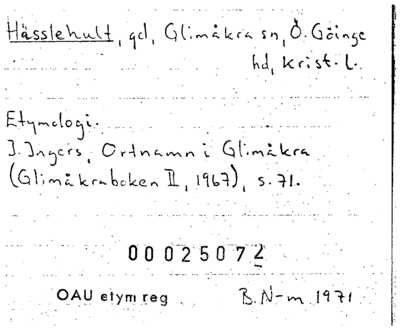 Hässlehult, gd, Glimåkra sn, Ö. Göinge
hd, Krist. l.
Etymologi.
I. Ingers, Ortnamn i Glimåkra
(Glimåkraboken II, 1967), s. 71.
00025072
OAU etym reg
B. N-m 1971